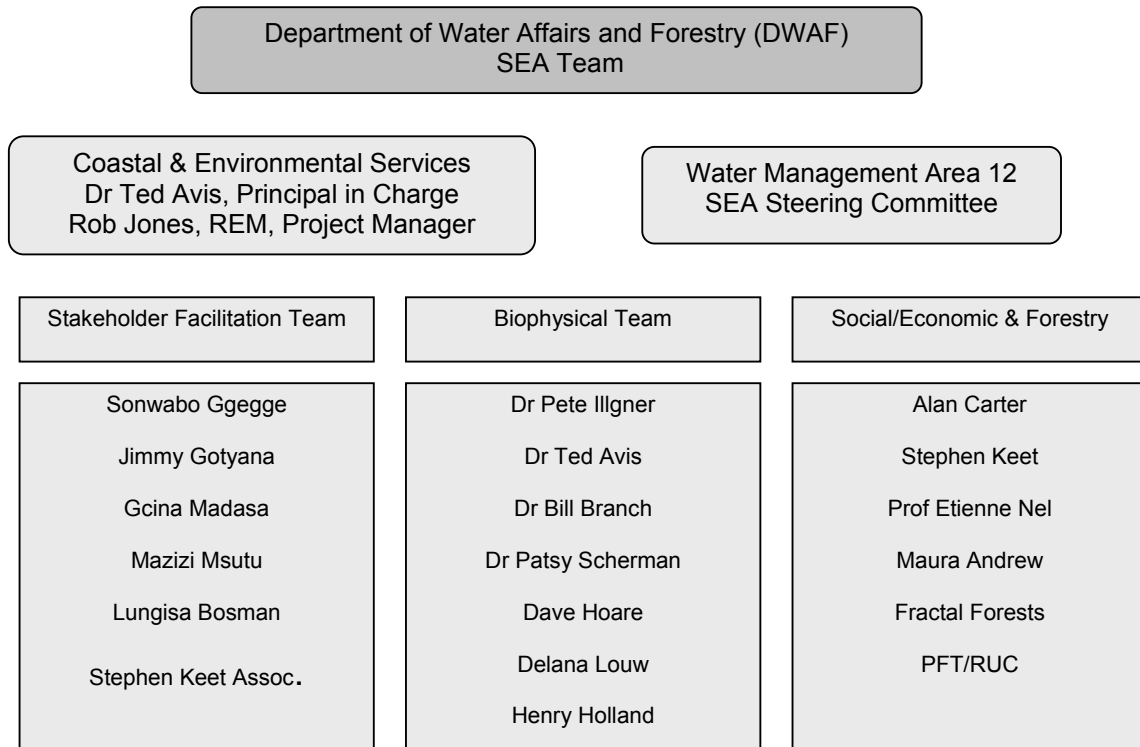 Department of Water Affairs and Forestry (DWAF)
SEA Team
Coastal & Environmental Services
Dr Ted Avis, Principal in Charge
Rob Jones, REM, Project Manager
Water Management Area 12
SEA Steering Committee
Stakeholder Facilitation Team
Sonwabo Ggegge
Jimmy Gotyana
Gcina Madasa
Mazizi Msutu
Lungisa Bosman
Stephen Keet Assoc.
Biophysical Team
Dr Pete Illgner
Dr Ted Avis
Dr Bill Branch
Dr Patsy Scherman
Dave Hoare
Delana Louw
Henry Holland
Social/Economic & Forestry
Alan Carter
Stephen Keet
Prof Etienne Nel
Maura Andrew
Fractal Forests
PFT/RUC